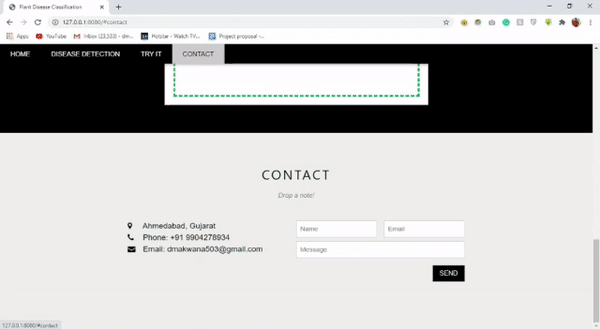 Plant Disease Classification
127.0.0.1:8080/#contact
Apps YouTube Inbox (23,533) - dm... Hotstar - Watch TV... Project proposal -...
HOME DISEASE DETECTION TRY IT CONTACT
CONTACT
Drop a note!
Ahmedabad, Gujarat
Phone: +91 9904278934
Email: dmakwana503@gmail.com
Name Email
Message
SEND
127.0.0.1:8080/#contact